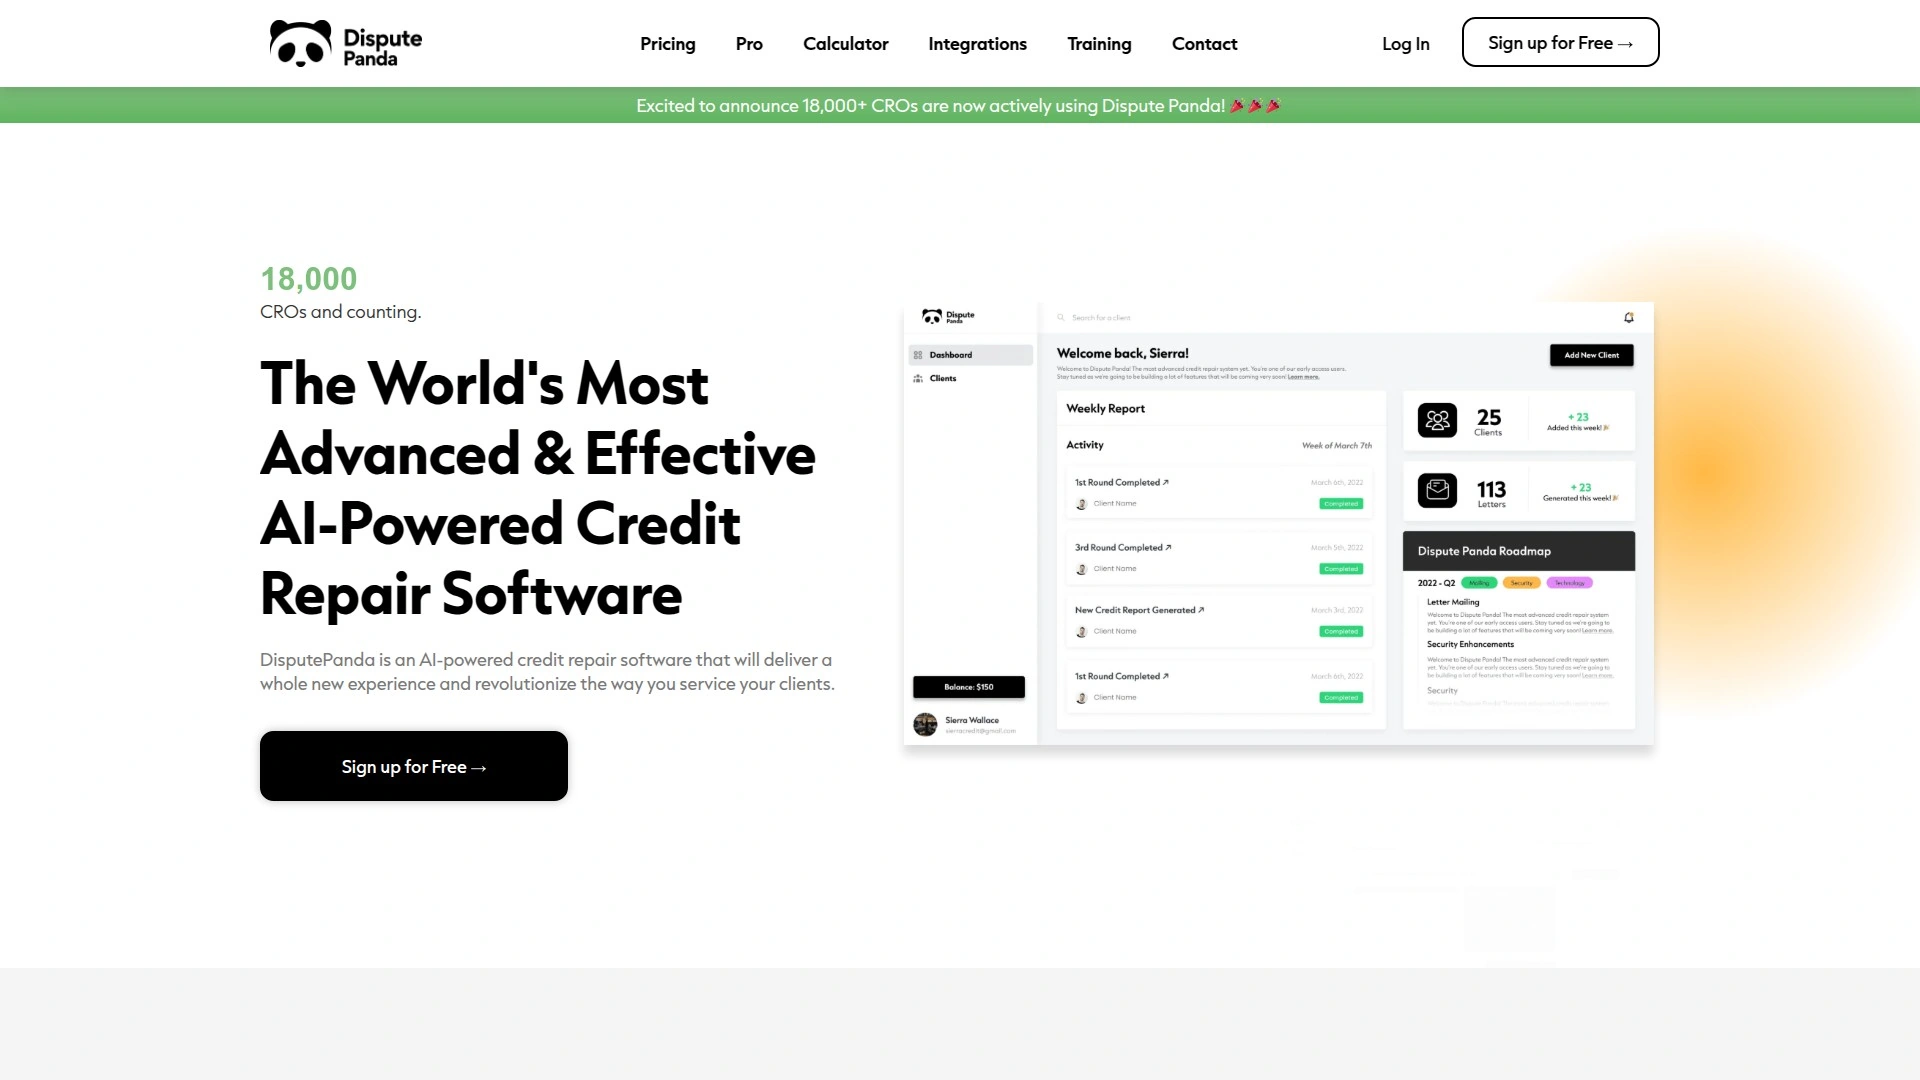 Dispute
Panda
Pricing
Pro
Calculator
Integrations
Training
Contact
Log In
Sign up for Free →
Excited to announce 18,000+ CROs are now actively using Dispute Panda! 🎉🎉🎉
18,000
CROs and counting.
The World's Most
Advanced & Effective
AI-Powered Credit
Repair Software
DisputePanda is an AI-powered credit repair software that will deliver a
whole new experience and revolutionize the way you service your clients.
Sign up for Free →
Dispute
Panda
Search for a client
Dashboard
Clients
Balance: $150
Sierra Wallace
sierracredit@gmail.com
Welcome back, Sierra!
Welcome to Dispute Panda! The most advanced credit repair system yet. You're one of our early access users.
Stay tuned as we're going to be building a lot of features that will be coming very soon! Learn more.
Add New Client
Weekly Report
Activity
Week of March 7th
1st Round Completed ↗
March 6th, 2022
Client Name
Completed
3rd Round Completed ↗
March 5th, 2022
Client Name
Completed
New Credit Report Generated ↗
March 3rd, 2022
Client Name
Completed
1st Round Completed ↗
March 6th, 2022
Client Name
Completed
25
Clients
+ 23
Added this week! 🎉
113
Letters
+ 23
Generated this week! 🎉
Dispute Panda Roadmap
2022 - Q2
Mailing
Security
Technology
Letter Mailing
Welcome to Dispute Panda! The most advanced credit repair system
yet. You're one of our early access users. Stay tuned as we're going to
be building a lot of features that will be coming very soon! Learn more.
Security Enhancements
Welcome to Dispute Panda! The most advanced credit repair system
yet. You're one of our early access users. Stay tuned as we're going to
be building a lot of features that will be coming very soon! Learn more.
Security